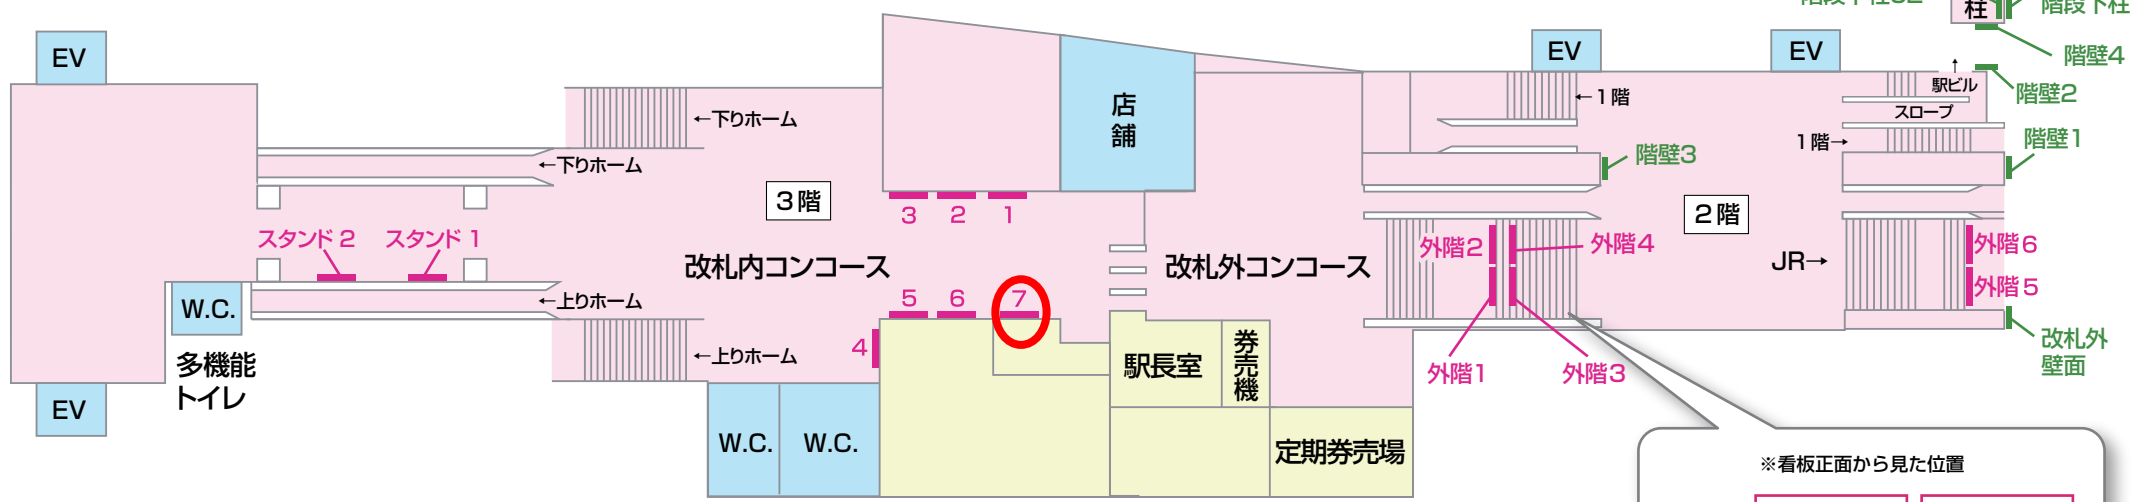 階段下柱
柱
階壁4
EV
EV
EV
駅ビル
階壁2
店舗
←1階
スロープ
←下りホーム
1階→
階壁1
←下りホーム
階壁3
3階
2階
3
2
1
スタンド2
スタンド1
外階2
外階4
外階6
改札内コンコース
改札外コンコース
JR→
外階5
W.C.
←上りホーム
5
6
7
4
←上りホーム
駅長室
券売機
改札外
壁面
多機能
トイレ
外階1
外階3
EV
W.C.
W.C.
定期券売場
※看板正面から見た位置